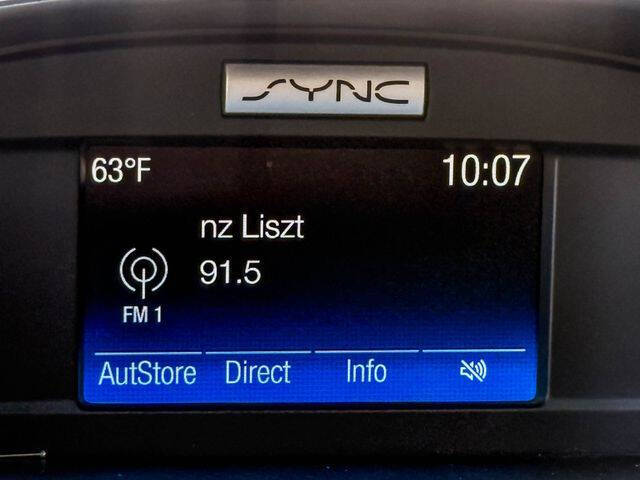 SYNC
63°F 10:07
nz Liszt
91.5
FM 1
AutStore Direct Info